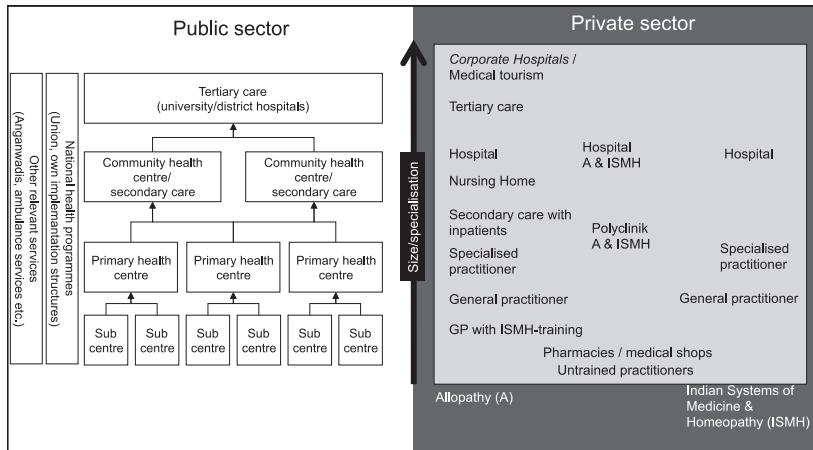 Public sector
Other relevant services
(Anganwadis, ambulance services etc.)
National health programmes
(Union, own implemantation structures)
Tertiary care
(university/district hospitals)
Community health
centre/
secondary care
Community health
centre/
secondary care
Primary health
centre
Primary health
centre
Primary health
centre
Sub
centre
Sub
centre
Sub
centre
Sub
centre
Sub
centre
Sub
centre
Size/specialisation
Private sector
Corporate Hospitals /
Medical tourism
Tertiary care
Hospital
Hospital
A & ISMH
Hospital
Nursing Home
Secondary care with
inpatients
Polyclinik
A & ISMH
Specialised
practitioner
Specialised
practitioner
General practitioner
General practitioner
GP with ISMH-training
Pharmacies / medical shops
Untrained practitioners
Allopathy (A)
Indian Systems of
Medicine &
Homeopathy (ISMH)